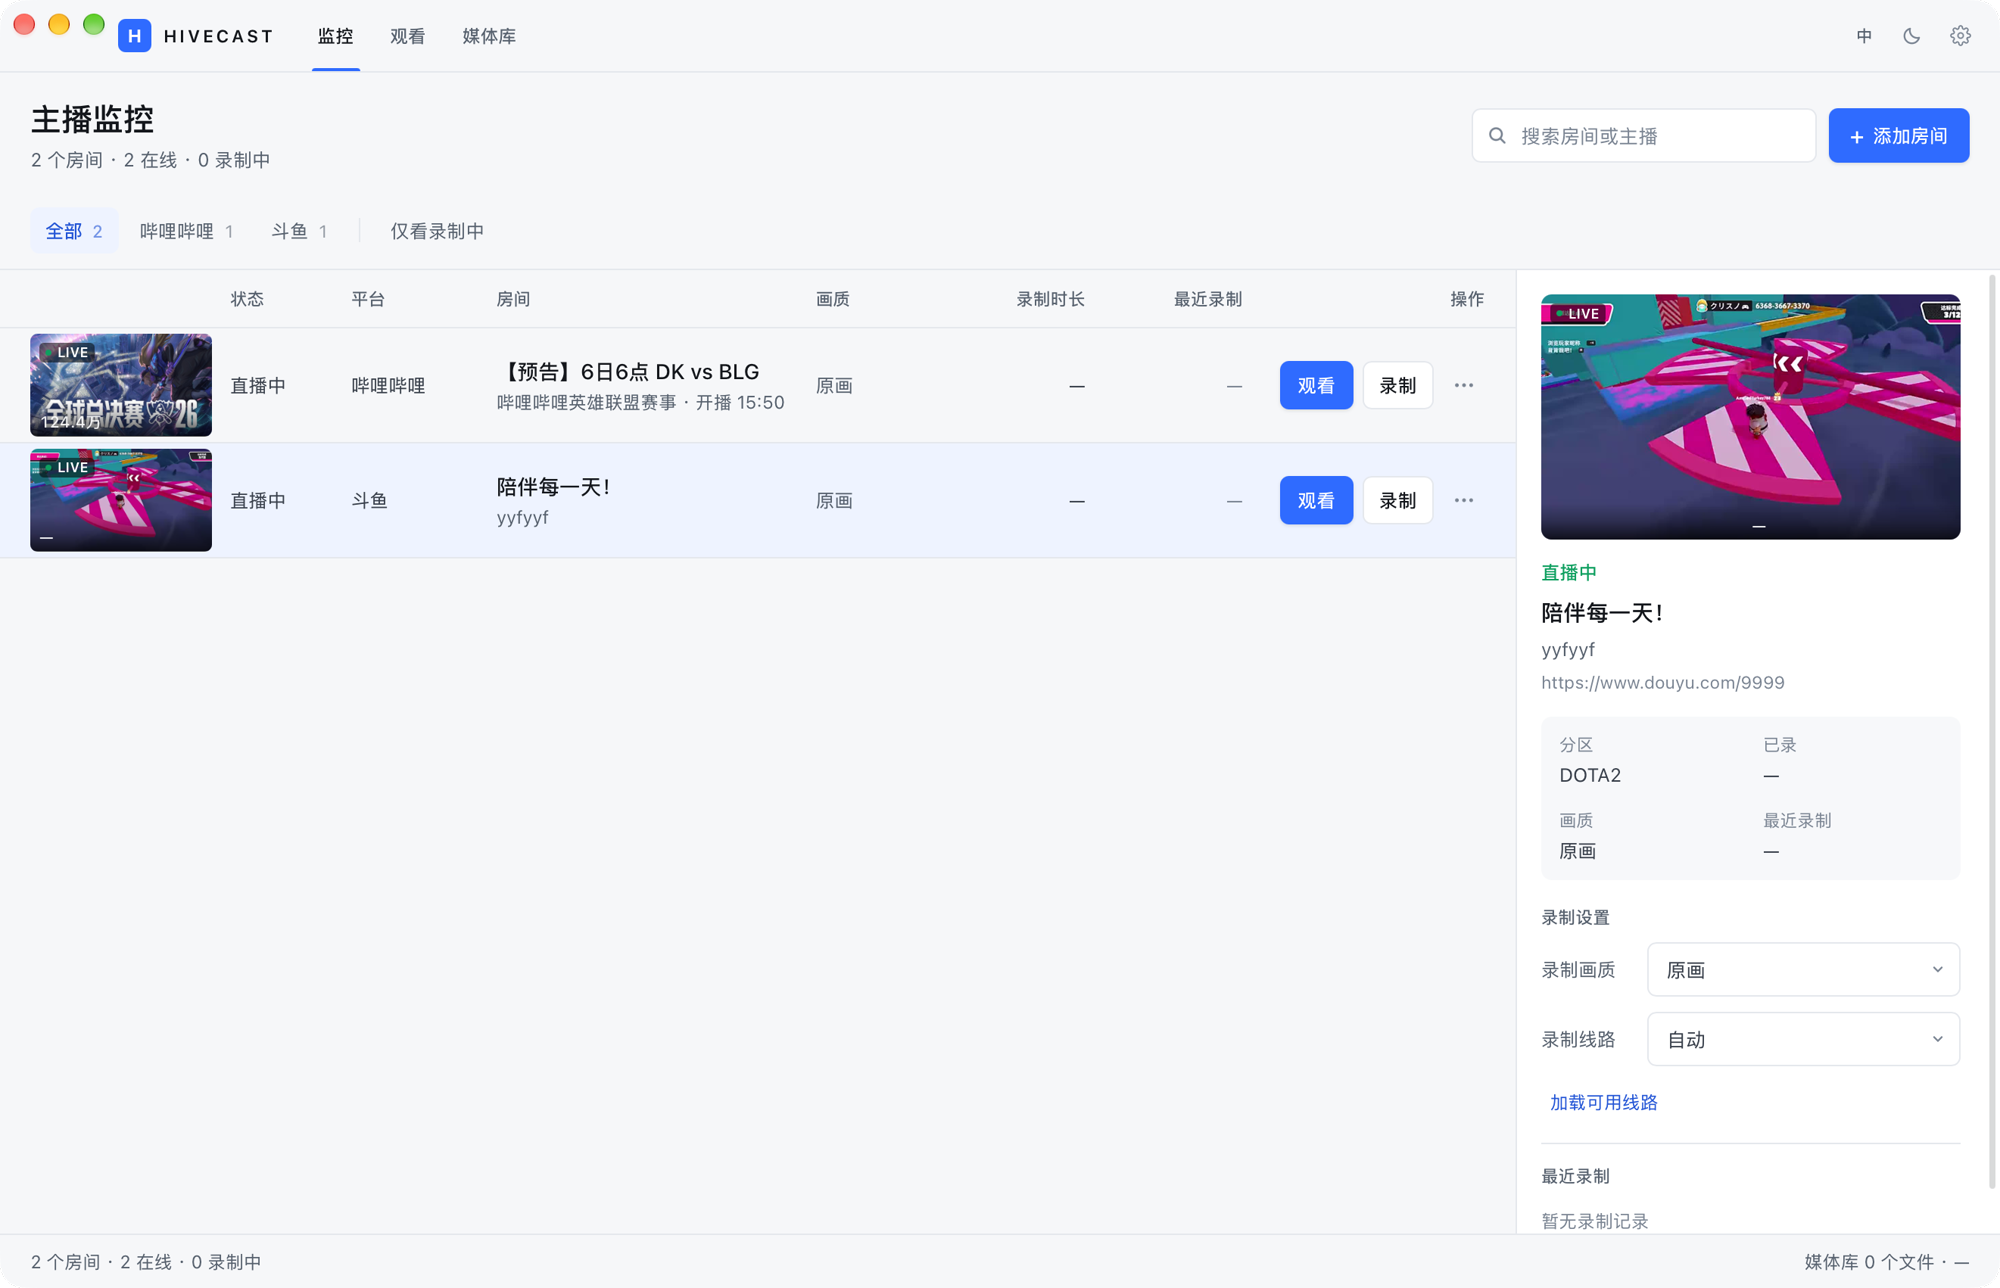 H HIVECAST 监控 观看 媒体库 中
主播监控
2 个房间 · 2 在线 · 0 录制中
搜索房间或主播
+ 添加房间
全部 2 哔哩哔哩 1 斗鱼 1 仅看录制中
状态 平台 房间 画质 录制时长 最近录制 操作
LIVE
全球总决赛 26
124.4万
直播中 哔哩哔哩
【预告】6日6点 DK vs BLG
哔哩哔哩英雄联盟赛事 · 开播 15:50
原画 — — 观看 录制 ···
LIVE
—
直播中 斗鱼
陪伴每一天！
yyfyyf
原画 — — 观看 录制 ···
LIVE
クリスノ 6368-3667-3370
3/12
—
直播中
陪伴每一天！
yyfyyf
https://www.douyu.com/9999
分区 已录
DOTA2 —
画质 最近录制
原画 —
录制设置
录制画质 原画
录制线路 自动
加载可用线路
最近录制
暂无录制记录
2 个房间 · 2 在线 · 0 录制中
媒体库 0 个文件 · —